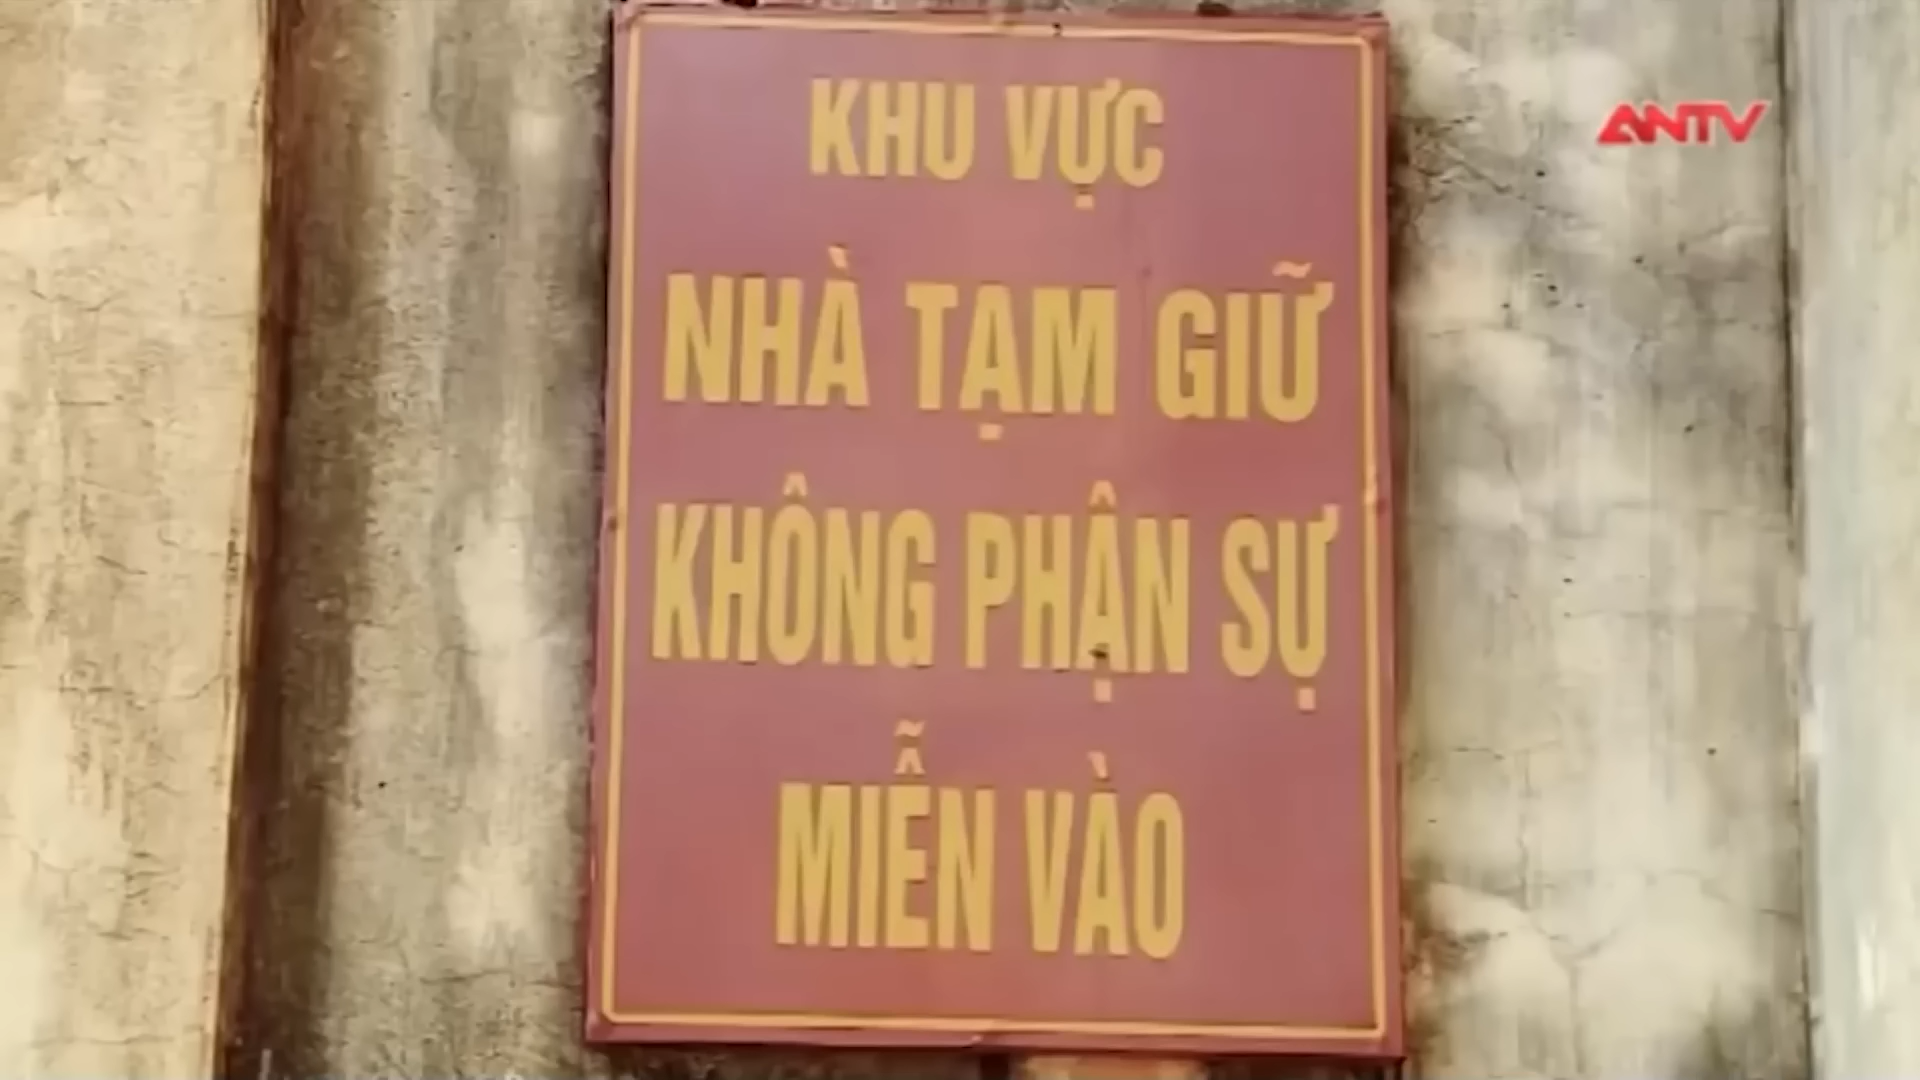 KHU VỰC
ANTV
NHÀ TẠM GIỮ
KHÔNG PHẬN SỰ
MIỄN VÀO